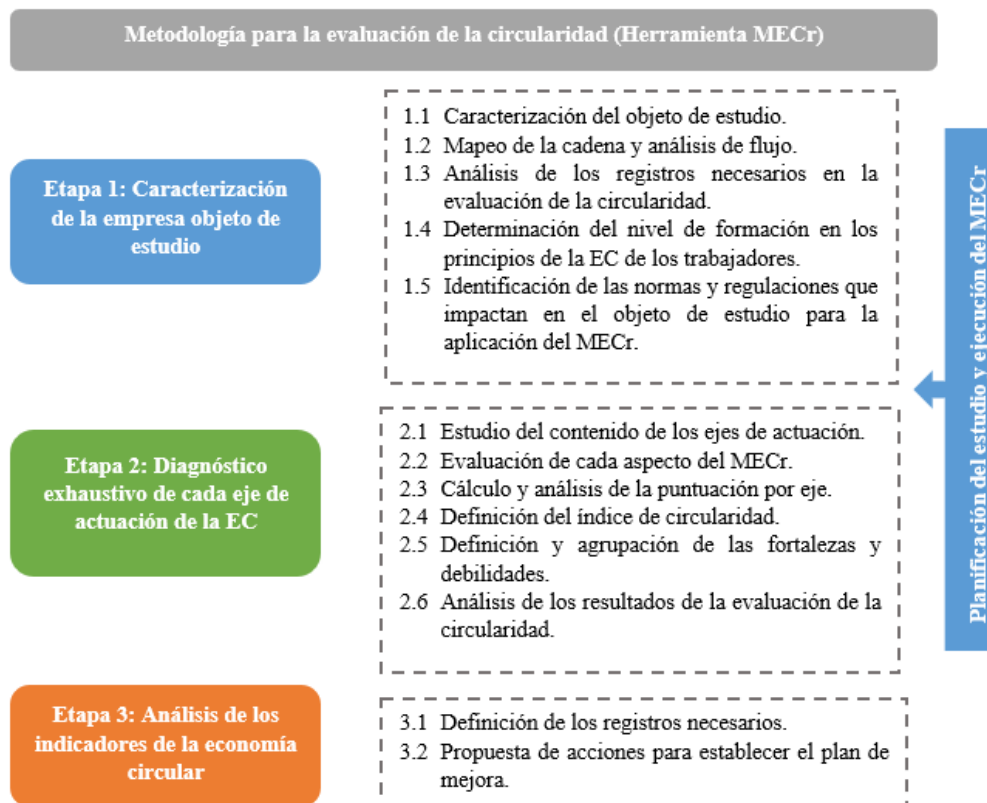 Metodología para la evaluación de la circularidad (Herramienta MECr)
Etapa 1: Caracterización
de la empresa objeto de
estudio
1.1 Caracterización del objeto de estudio.
1.2 Mapeo de la cadena y análisis de flujo.
1.3 Análisis de los registros necesarios en la
evaluación de la circularidad.
1.4 Determinación del nivel de formación en los
principios de la EC de los trabajadores.
1.5 Identificación de las normas y regulaciones que
impactan en el objeto de estudio para la
aplicación del MECr.
Etapa 2: Diagnóstico
exhaustivo de cada eje de
actuación de la EC
2.1 Estudio del contenido de los ejes de actuación.
2.2 Evaluación de cada aspecto del MECr.
2.3 Cálculo y análisis de la puntuación por eje.
2.4 Definición del índice de circularidad.
2.5 Definición y agrupación de las fortalezas y
debilidades.
2.6 Análisis de los resultados de la evaluación de la
circularidad.
Etapa 3: Análisis de los
indicadores de la economía
circular
3.1 Definición de los registros necesarios.
3.2 Propuesta de acciones para establecer el plan de
mejora.
Planificación del estudio y ejecución del MECr